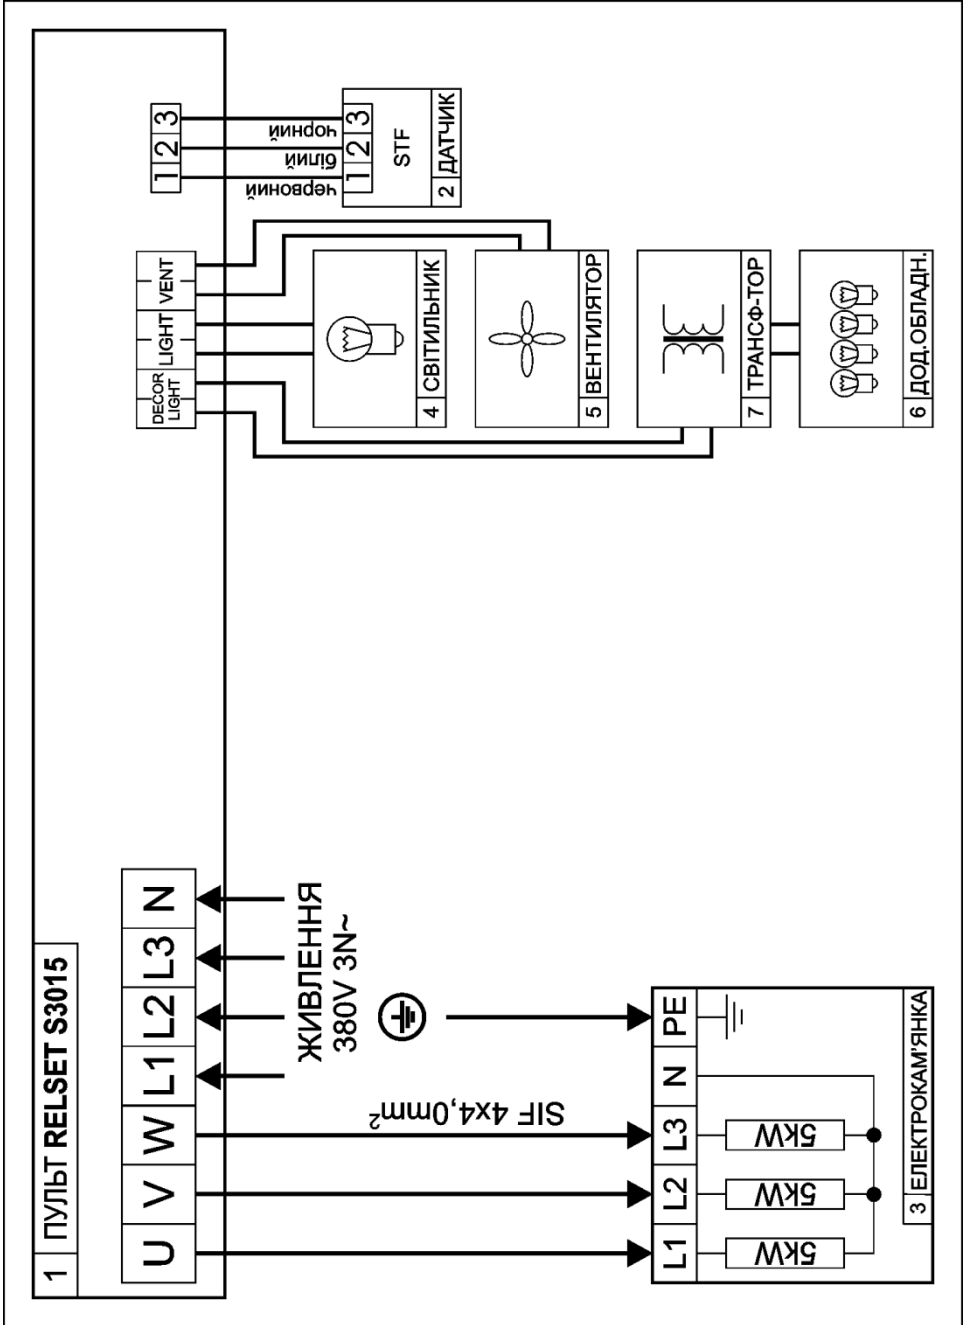 1 ПУЛЬТ RELSET S3015
U V W L1 L2 L3 N
DECOR LIGHT
LIGHT
VENT
1 2 3
ЖИВЛЕННЯ
380V 3N~
SIF 4x4,0mm²
червоний
білий
чорний
1 2 3
STF
2 ДАТЧИК
4 СВІТИЛЬНИК
5 ВЕНТИЛЯТОР
7 ТРАНСФ-ТОР
6 ДОД.ОБЛАДН.
L1 L2 L3 N PE
5kW
5kW
5kW
3 ЕЛЕКТРОКАМ'ЯНКА